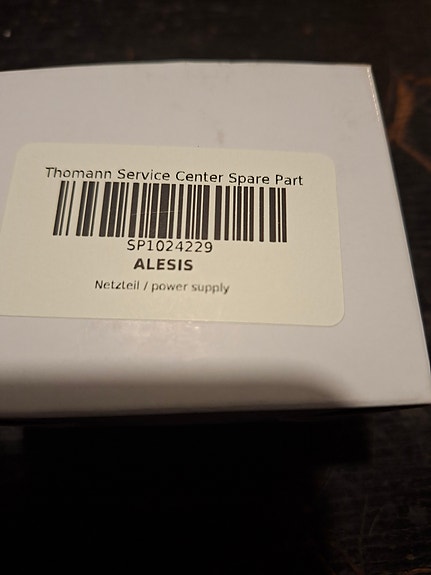 Thomann Service Center Spare Part
SP1024229
ALESIS
Netzteil / power supply